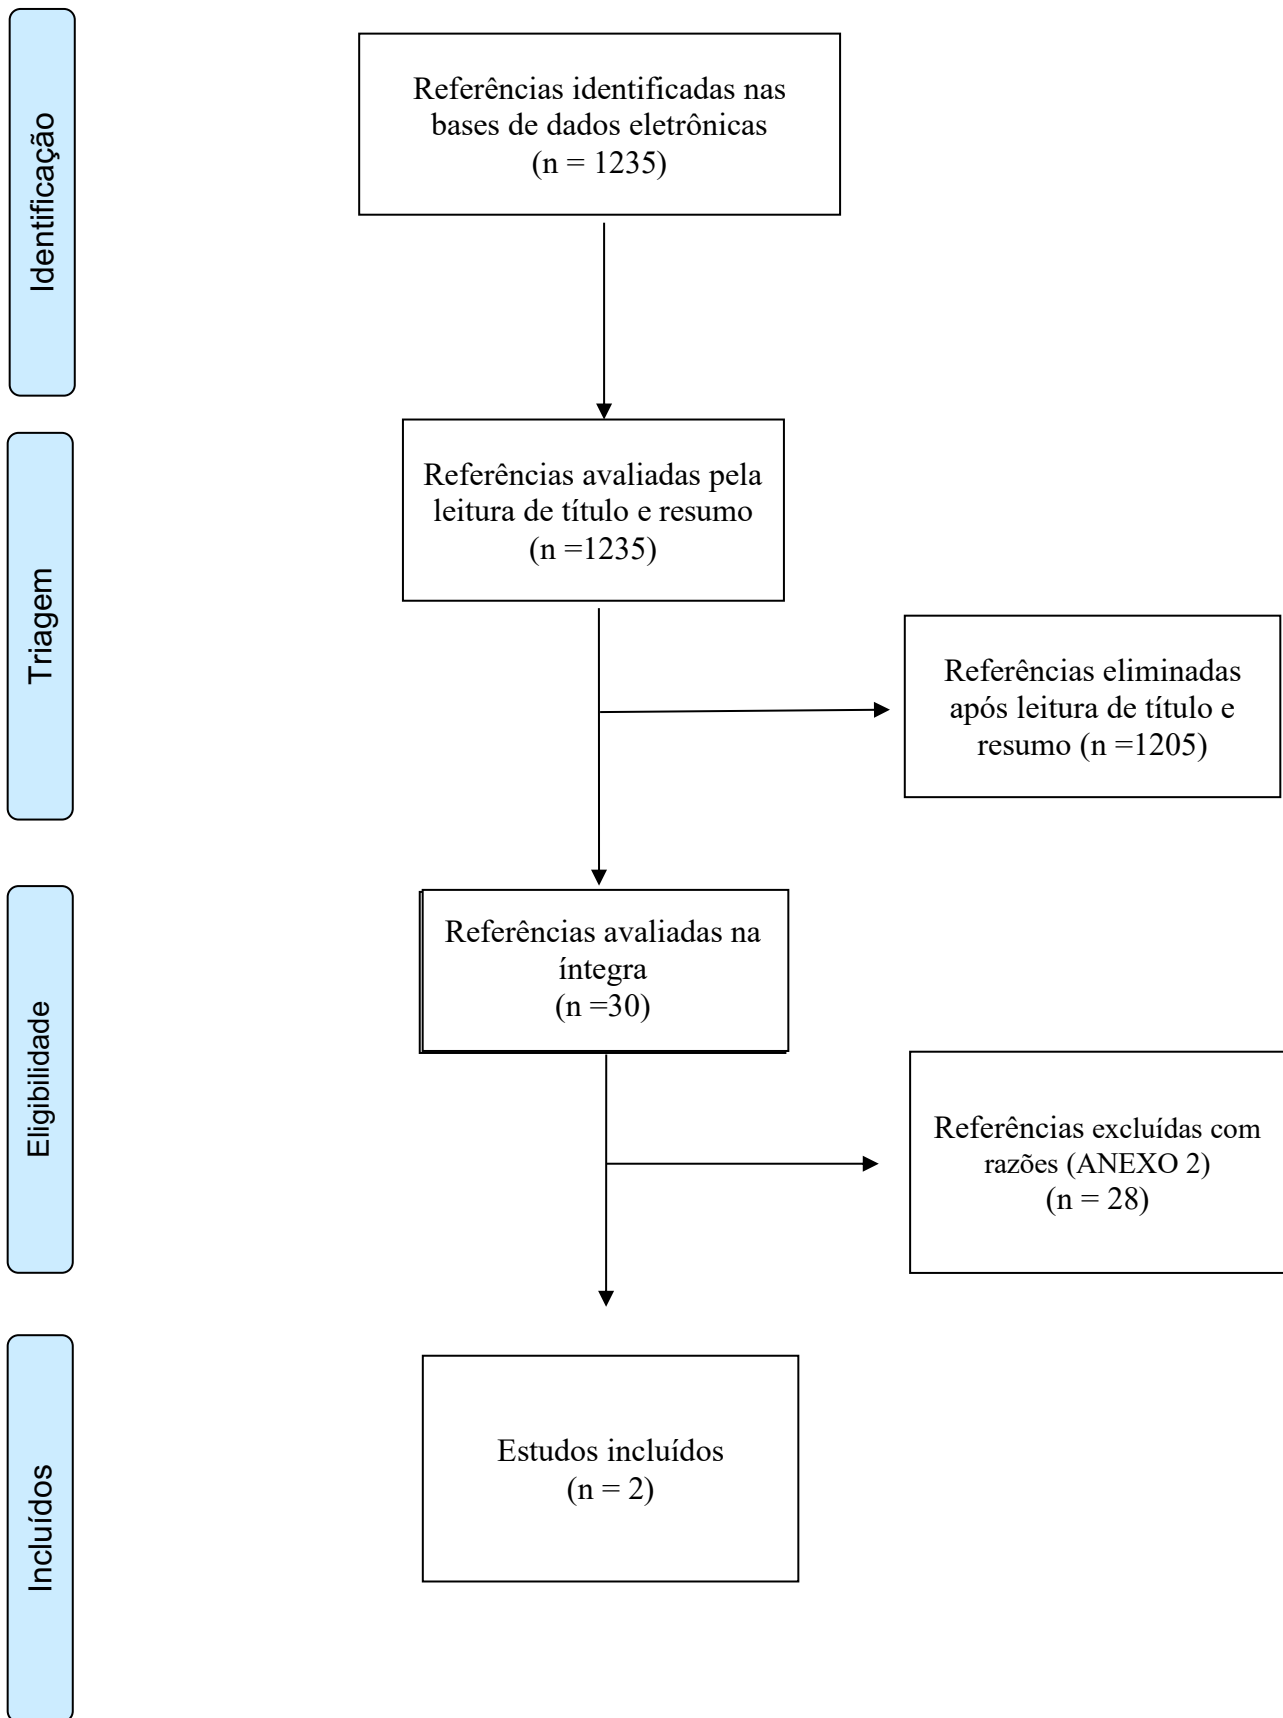 Identificação
Referências identificadas nas
bases de dados eletrônicas
(n = 1235)
Triagem
Referências avaliadas pela
leitura de título e resumo
(n =1235)
Referências eliminadas
após leitura de título e
resumo (n =1205)
Eligibilidade
Referências avaliadas na
íntegra
(n =30)
Referências excluídas com
razões (ANEXO 2)
(n = 28)
Incluídos
Estudos incluídos
(n = 2)